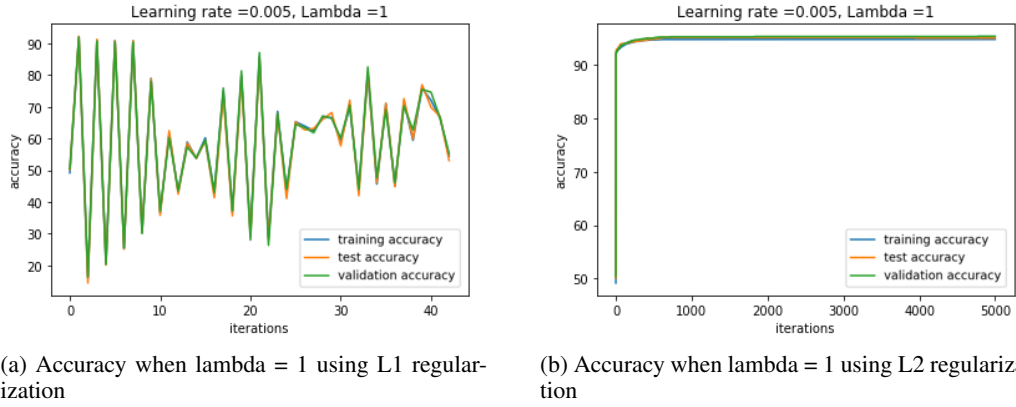 Learning rate =0.005, Lambda =1
90
80
70
60
50
40
30
20
accuracy
training accuracy
test accuracy
validation accuracy
0
10
20
30
40
iterations
(a) Accuracy when lambda = 1 using L1 regular-
ization
Learning rate =0.005, Lambda =1
90
80
70
60
50
accuracy
training accuracy
test accuracy
validation accuracy
0
1000
2000
3000
4000
5000
iterations
(b) Accuracy when lambda = 1 using L2 regulariza
tion